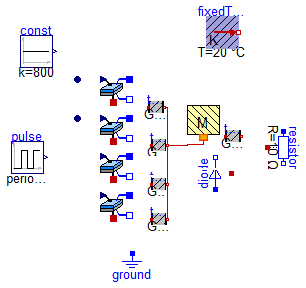 const
k=800
fixedT...
K
T=20 °C
pulse
perio...
t
G...
t
G...
t
G...
t
G...
M
t
G...
diode
resistor
R=10 Ω
ground